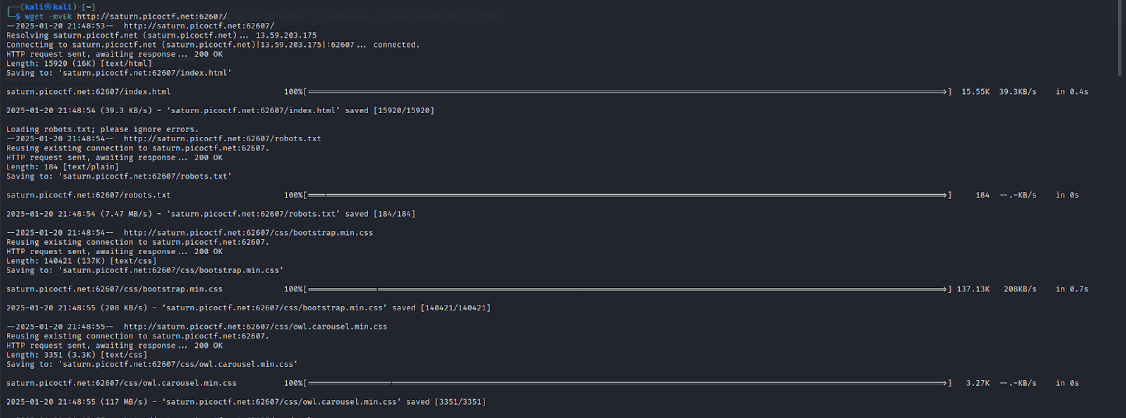 (kali㉿kali)-[~]
$ wget -mvEk http://saturn.picoctf.net:62607/
--2025-01-20 21:48:53-- http://saturn.picoctf.net:62607/
Resolving saturn.picoctf.net (saturn.picoctf.net)... 13.59.203.175
Connecting to saturn.picoctf.net (saturn.picoctf.net)|13.59.203.175|:62607... connected.
HTTP request sent, awaiting response... 200 OK
Length: 15920 (16K) [text/html]
Saving to: 'saturn.picoctf.net:62607/index.html'
saturn.picoctf.net:62607/index.html 100%[===================>] 15.55K 39.3KB/s in 0.4s
2025-01-20 21:48:54 (39.3 KB/s) - 'saturn.picoctf.net:62607/index.html' saved [15920/15920]
Loading robots.txt; please ignore errors.
--2025-01-20 21:48:54-- http://saturn.picoctf.net:62607/robots.txt
Reusing existing connection to saturn.picoctf.net:62607.
HTTP request sent, awaiting response... 200 OK
Length: 184 [text/plain]
Saving to: 'saturn.picoctf.net:62607/robots.txt'
saturn.picoctf.net:62607/robots.txt 100%[===================>] 184 --.-KB/s in 0s
2025-01-20 21:48:54 (7.47 MB/s) - 'saturn.picoctf.net:62607/robots.txt' saved [184/184]
--2025-01-20 21:48:54-- http://saturn.picoctf.net:62607/css/bootstrap.min.css
Reusing existing connection to saturn.picoctf.net:62607.
HTTP request sent, awaiting response... 200 OK
Length: 140421 (137K) [text/css]
Saving to: 'saturn.picoctf.net:62607/css/bootstrap.min.css'
saturn.picoctf.net:62607/css/bootstrap.min.css 100%[===================>] 137.13K 208KB/s in 0.7s
2025-01-20 21:48:55 (208 KB/s) - 'saturn.picoctf.net:62607/css/bootstrap.min.css' saved [140421/140421]
--2025-01-20 21:48:55-- http://saturn.picoctf.net:62607/css/owl.carousel.min.css
Reusing existing connection to saturn.picoctf.net:62607.
HTTP request sent, awaiting response... 200 OK
Length: 3351 (3.3K) [text/css]
Saving to: 'saturn.picoctf.net:62607/css/owl.carousel.min.css'
saturn.picoctf.net:62607/css/owl.carousel.min.css 100%[===================>] 3.27K --.-KB/s in 0s
2025-01-20 21:48:55 (117 MB/s) - 'saturn.picoctf.net:62607/css/owl.carousel.min.css' saved [3351/3351]